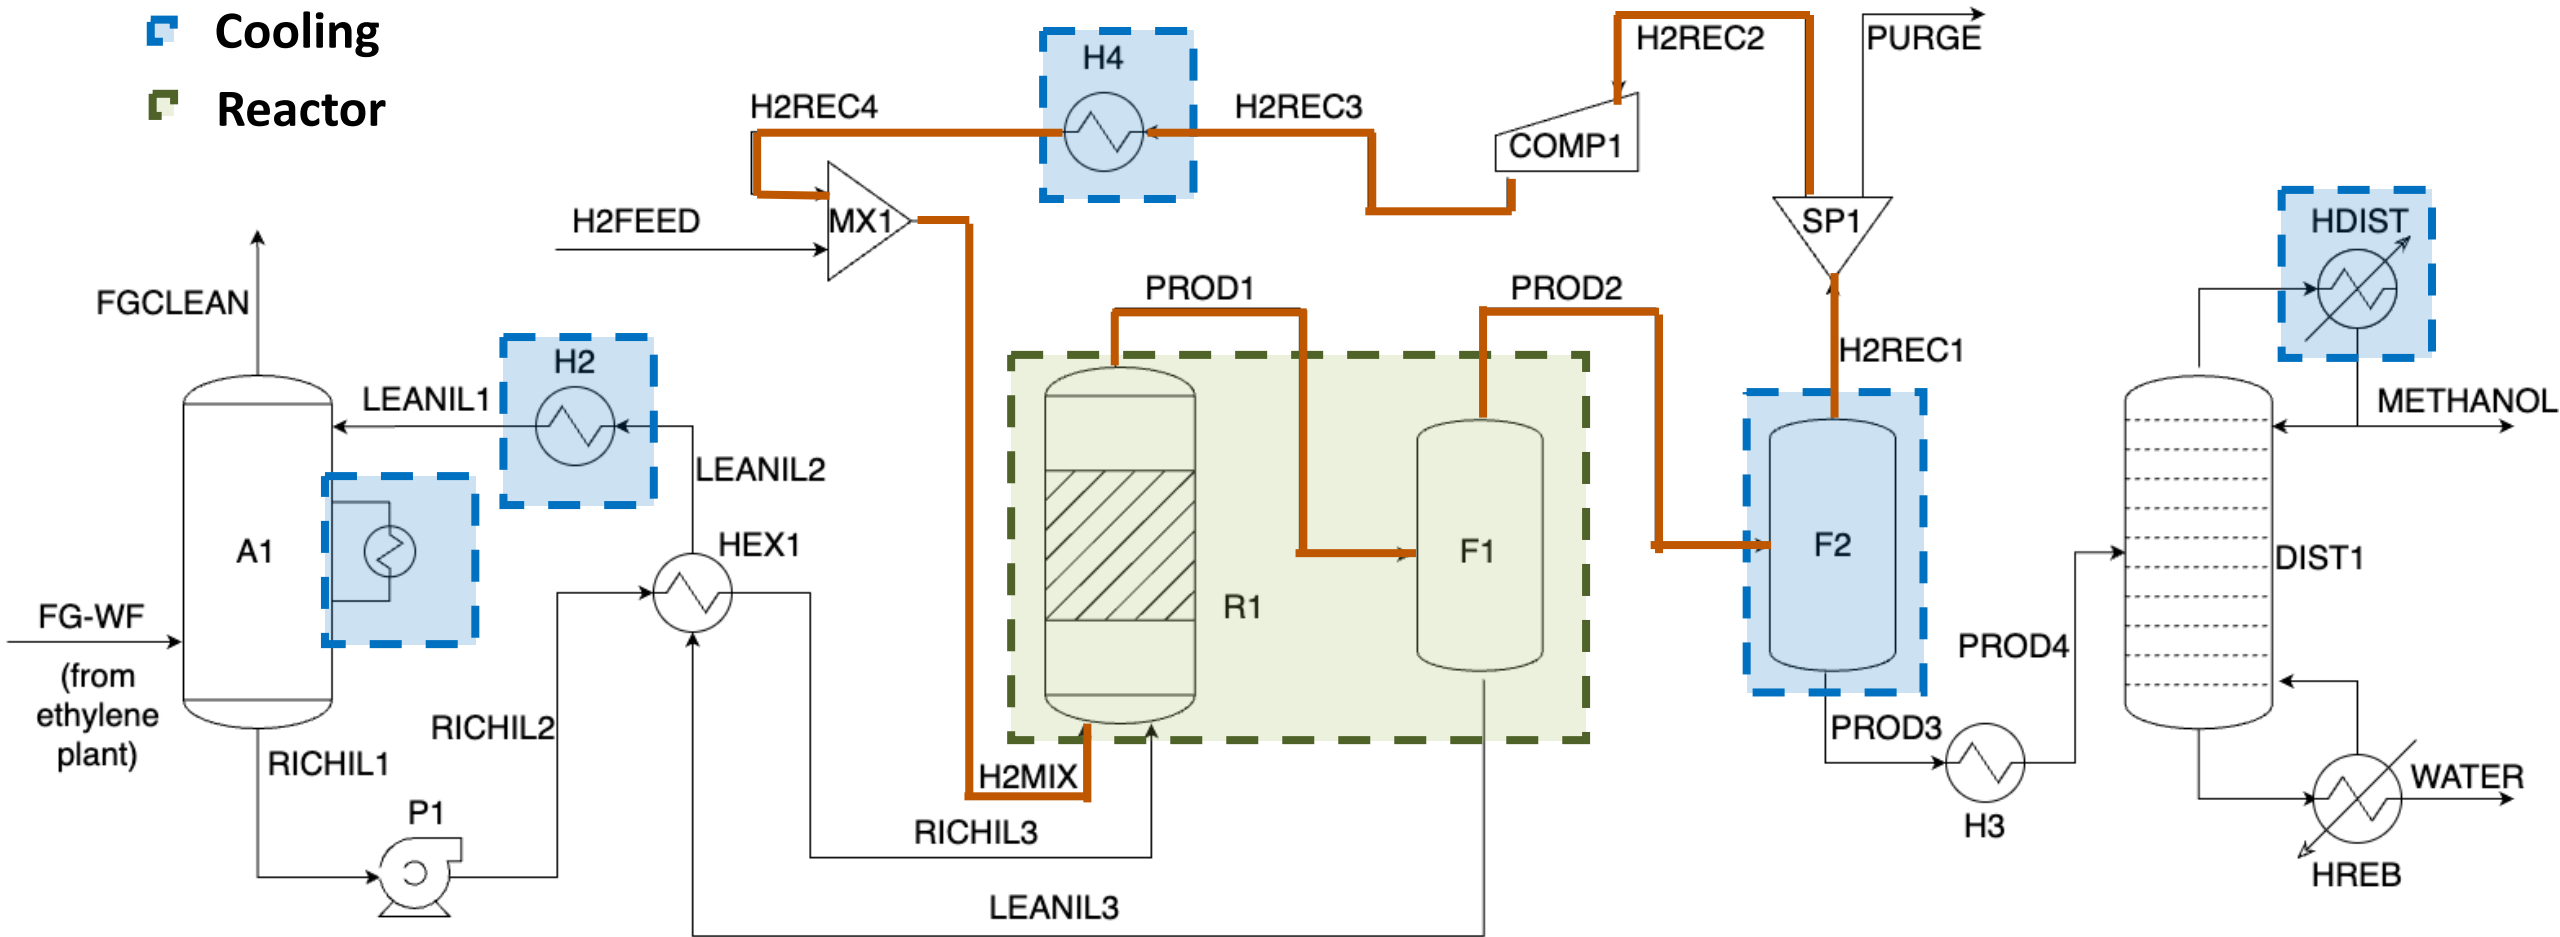 Cooling
Reactor
H4
H2REC2
PURGE
H2REC4
H2REC3
COMP1
MX1
H2FEED
SP1
HDIST
FGCLEAN
PROD1
PROD2
H2REC1
H2
LEANIL1
METHANOL
LEANIL2
A1
HEX1
F1
F2
DIST1
R1
FG-WF
(from
ethylene
plant)
PROD4
RICHIL2
PROD3
RICHIL1
H2MIX
WATER
P1
RICHIL3
H3
HREB
LEANIL3